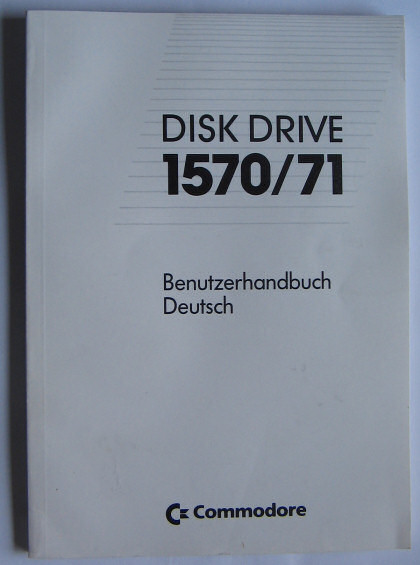 DISK DRIVE
1570/71
Benutzerhandbuch
Deutsch
Commodore